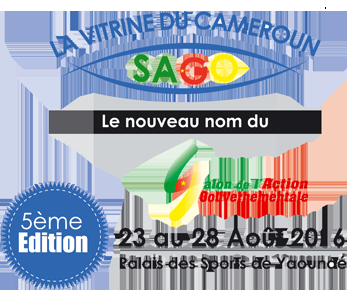 LA VITRINE DU CAMEROUN
SAGO
Le nouveau nom du
Salon de l'Action
Gouvernementale
5ème
Edition
23 au 28 Août 2016
Palais des Sports de Yaoundé